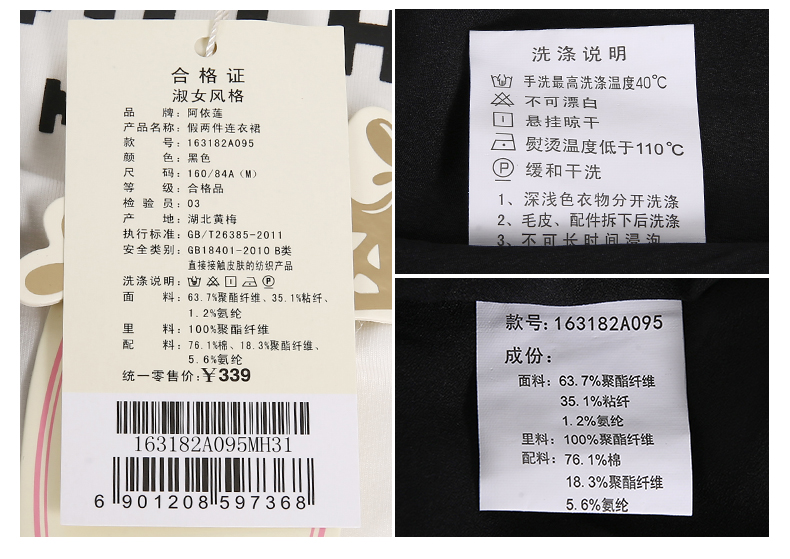 合格证
淑女风格
品 牌：阿依莲
产品名称：假两件连衣裙
款 号：163182A095
颜 色：黑色
尺 码：160/84A（M）
等 级：合格品
检 验 员：03
产 地：湖北黄梅
执行标准：GB/T26385-2011
安全类别：GB18401-2010 B类
直接接触皮肤的纺织产品
洗涤说明：
面 料：63.7%聚酯纤维、35.1%粘纤、
1.2%氨纶
里 料：100%聚酯纤维
配 料：76.1%棉、18.3%聚酯纤维、
5.6%氨纶
统一零售价：￥339
163182A095MH31
6 901208 597368
洗涤说明
手洗最高洗涤温度40℃
不可漂白
悬挂晾干
熨烫温度低于110℃
缓和干洗
1、深浅色衣物分开洗涤
2、毛皮、配件拆下后洗涤
3、不可长时间浸泡
款号：163182A095
成份：
面料：63.7%聚酯纤维
35.1%粘纤
1.2%氨纶
里料：100%聚酯纤维
配料：76.1%棉
18.3%聚酯纤维
5.6%氨纶